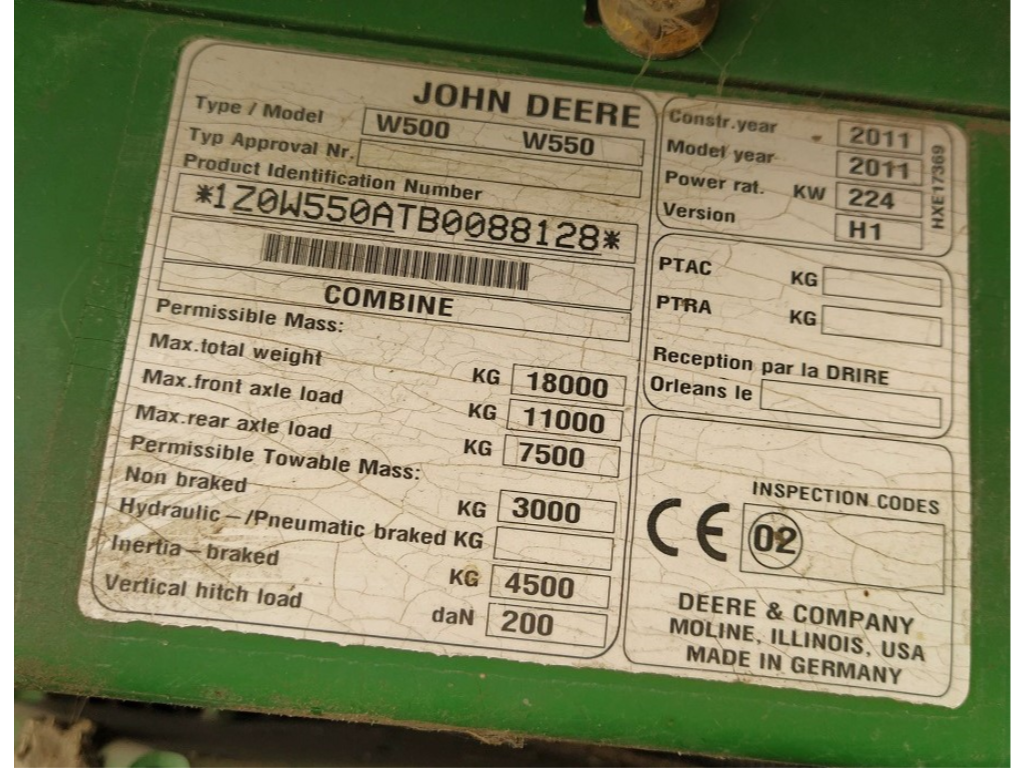 JOHN DEERE
Type / Model W500 W550
Typ Approval Nr.
Product Identification Number
*1Z0W550ATB0088128*
COMBINE
Permissible Mass:
Max.total weight KG 18000
Max.front axle load KG 11000
Max.rear axle load KG 7500
Permissible Towable Mass:
Non braked KG 3000
Hydraulic-/Pneumatic braked KG
Inertia-braked KG 4500
Vertical hitch load daN 200
Constr.year 2011
Model year 2011
Power rat. KW 224
Version H1
HXE17369
PTAC KG
PTRA KG
Reception par la DRIRE
Orleans le
INSPECTION CODES
CE 02
DEERE & COMPANY
MOLINE, ILLINOIS, USA
MADE IN GERMANY